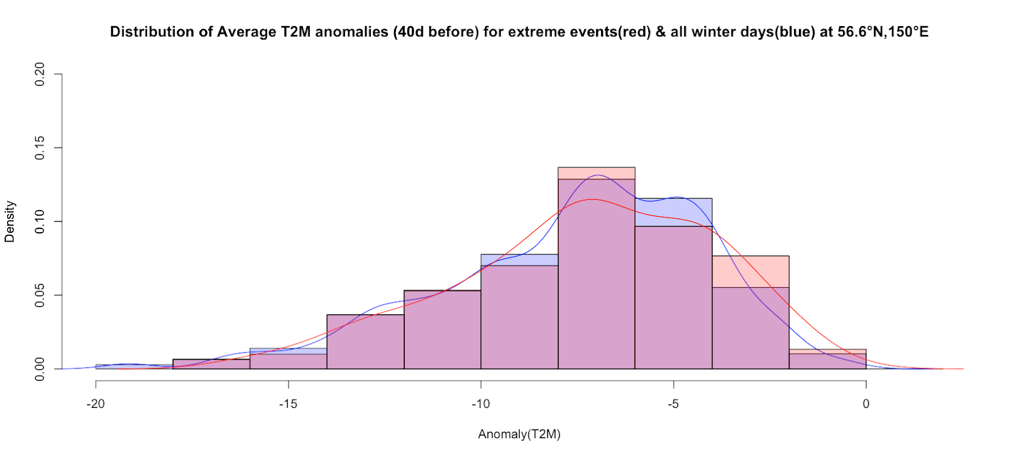 Distribution of Average T2M anomalies (40d before) for extreme events(red) & all winter days(blue) at 56.6°N,150°E
0.20
0.15
0.10
0.05
0.00
Density
-20 -15 -10 -5 0
Anomaly(T2M)